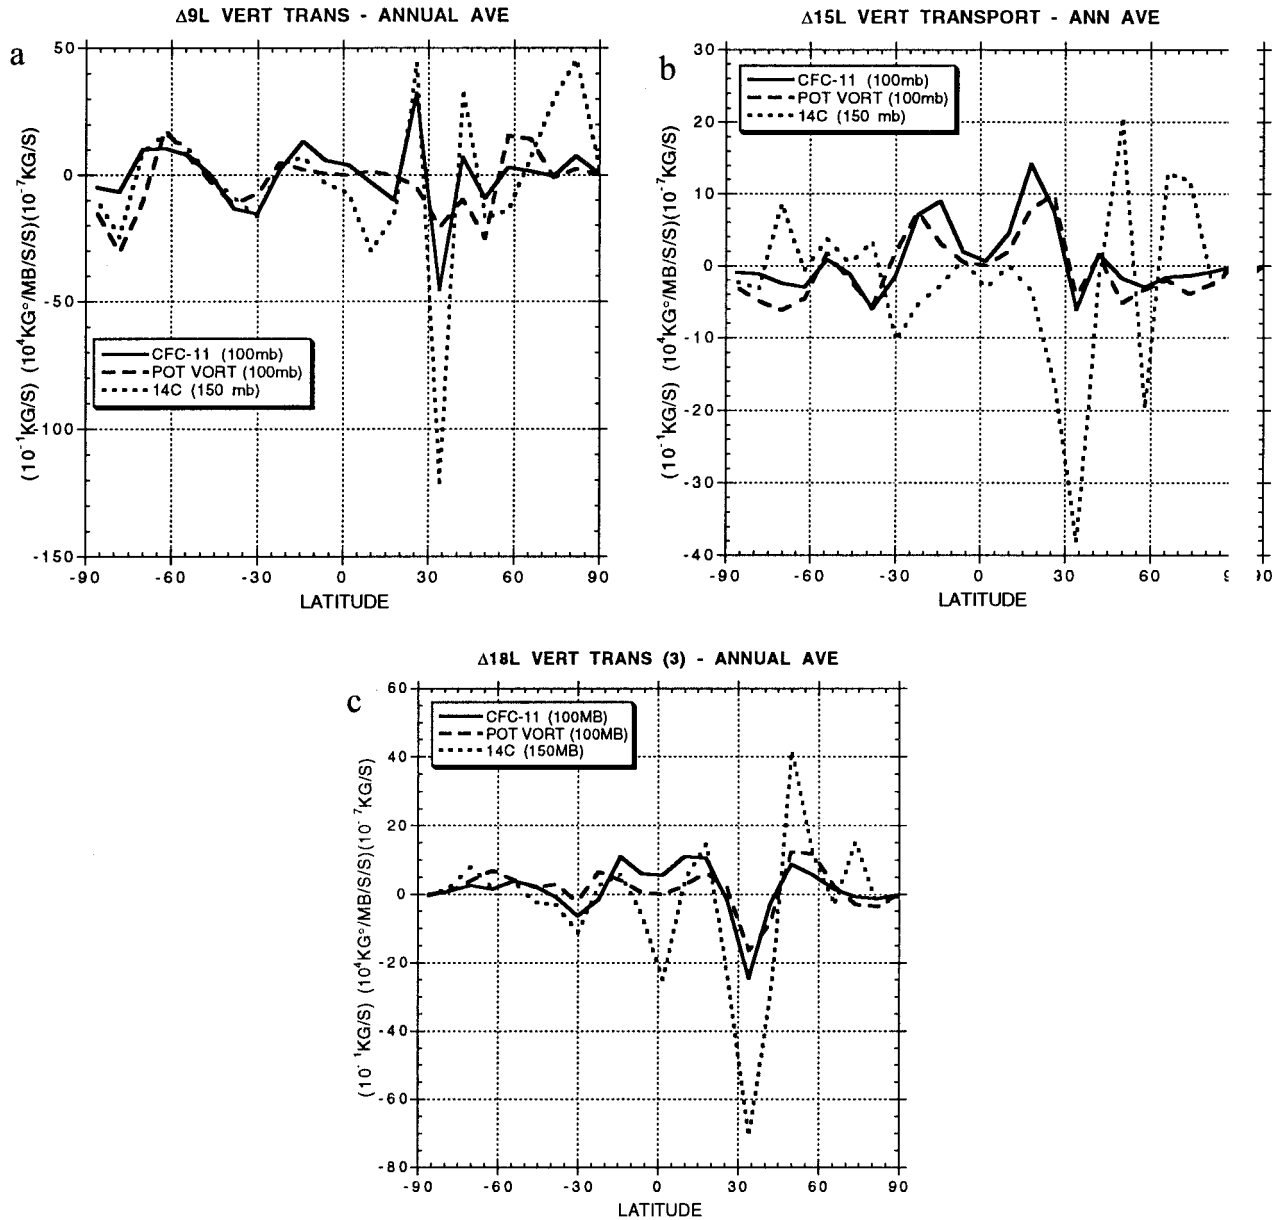 Δ9L VERT TRANS - ANNUAL AVE
a
50
0
-50
-100
-150
(10⁻¹KG/S) (10⁴KG°/MB/S/S)(10⁻⁷KG/S)
CFC-11 (100mb)
POT VORT (100mb)
14C (150 mb)
-90 -60 -30 0 30 60 90
LATITUDE
Δ15L VERT TRANSPORT - ANN AVE
b
30
20
10
0
-10
-20
-30
-40
(10⁻¹KG/S) (10⁴KG°/MB/S/S)(10⁻⁷KG/S)
CFC-11 (100mb)
POT VORT (100mb)
14C (150 mb)
-90 -60 -30 0 30 60
LATITUDE
Δ18L VERT TRANS (3) - ANNUAL AVE
c
60
40
20
0
-20
-40
-60
-80
(10⁻¹KG/S) (10⁴KG°/MB/S/S)(10⁻⁷KG/S)
CFC-11 (100MB)
POT VORT (100MB)
14C (150MB)
-90 -60 -30 0 30 60 90
LATITUDE